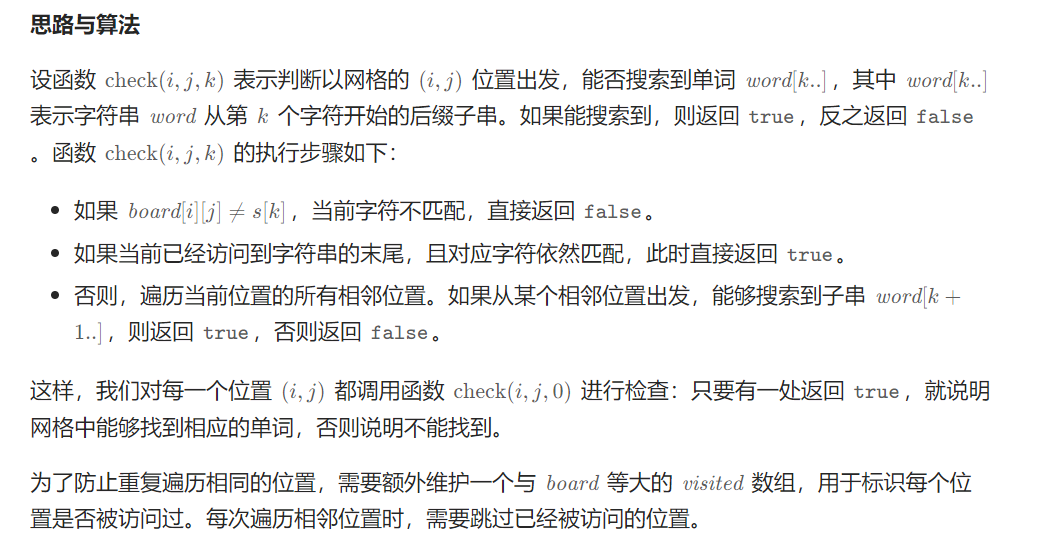 思路与算法
设函数 check(i, j, k) 表示判断以网格的 (i, j) 位置出发，能否搜索到单词 word[k..]，其中 word[k..]
表示字符串 word 从第 k 个字符开始的后缀子串。如果能搜索到，则返回 true，反之返回 false
。函数 check(i, j, k) 的执行步骤如下：
• 如果 board[i][j] ≠ s[k]，当前字符不匹配，直接返回 false。
• 如果当前已经访问到字符串的末尾，且对应字符依然匹配，此时直接返回 true。
• 否则，遍历当前位置的所有相邻位置。如果从某个相邻位置出发，能够搜索到子串 word[k +
1..]，则返回 true，否则返回 false。
这样，我们对每一个位置 (i, j) 都调用函数 check(i, j, 0) 进行检查：只要有一处返回 true，就说明
网格中能够找到相应的单词，否则说明不能找到。
为了防止重复遍历相同的位置，需要额外维护一个与 board 等大的 visited 数组，用于标识每个位
置是否被访问过。每次遍历相邻位置时，需要跳过已经被访问的位置。